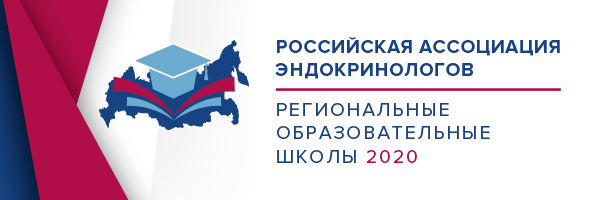 РОССИЙСКАЯ АССОЦИАЦИЯ
ЭНДОКРИНОЛОГОВ
РЕГИОНАЛЬНЫЕ
ОБРАЗОВАТЕЛЬНЫЕ
ШКОЛЫ 2020